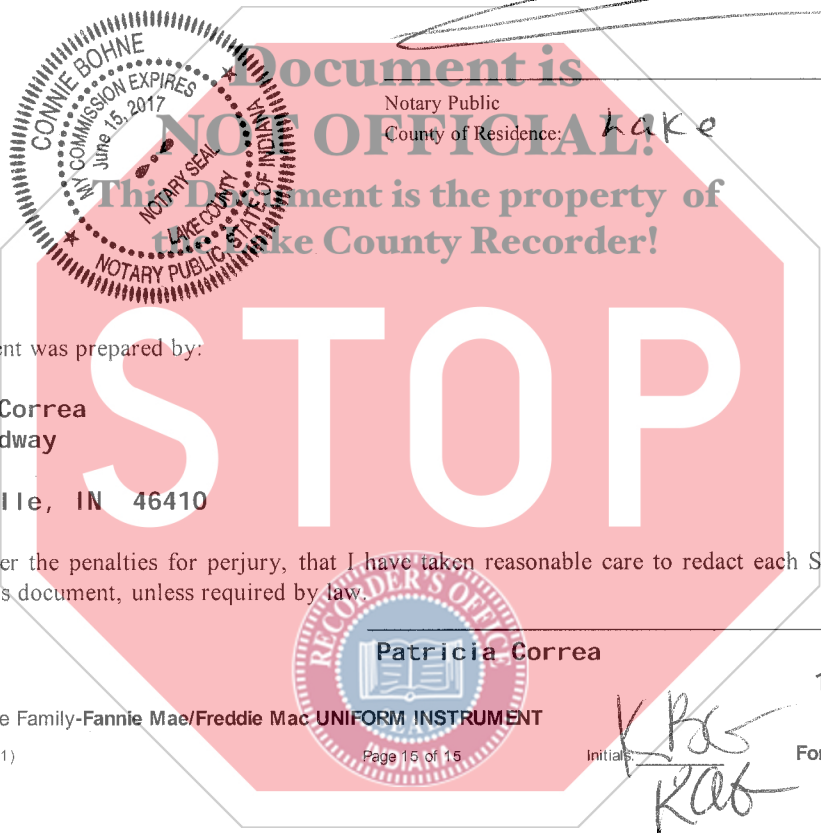 CONNIE BOHNE
MY COMMISSION EXPIRES
June 15, 2017
NOTARY SEAL
LAKE COUNTY
NOTARY PUBLIC, STATE OF INDIANA
Document is
NOT OFFICIAL!
This Document is the property of
the Lake County Recorder!
Notary Public
County of Residence: Lake
STOP
ent was prepared by:
Correa
dway
lle, IN 46410
er the penalties for perjury, that I have taken reasonable care to redact each S
s document, unless required by law.
RECORDER'S OFFICE
SEAL
INDIANA
Patricia Correa
e Family-Fannie Mae/Freddie Mac UNIFORM INSTRUMENT
1)
Page 15 of 15
Initials:
For